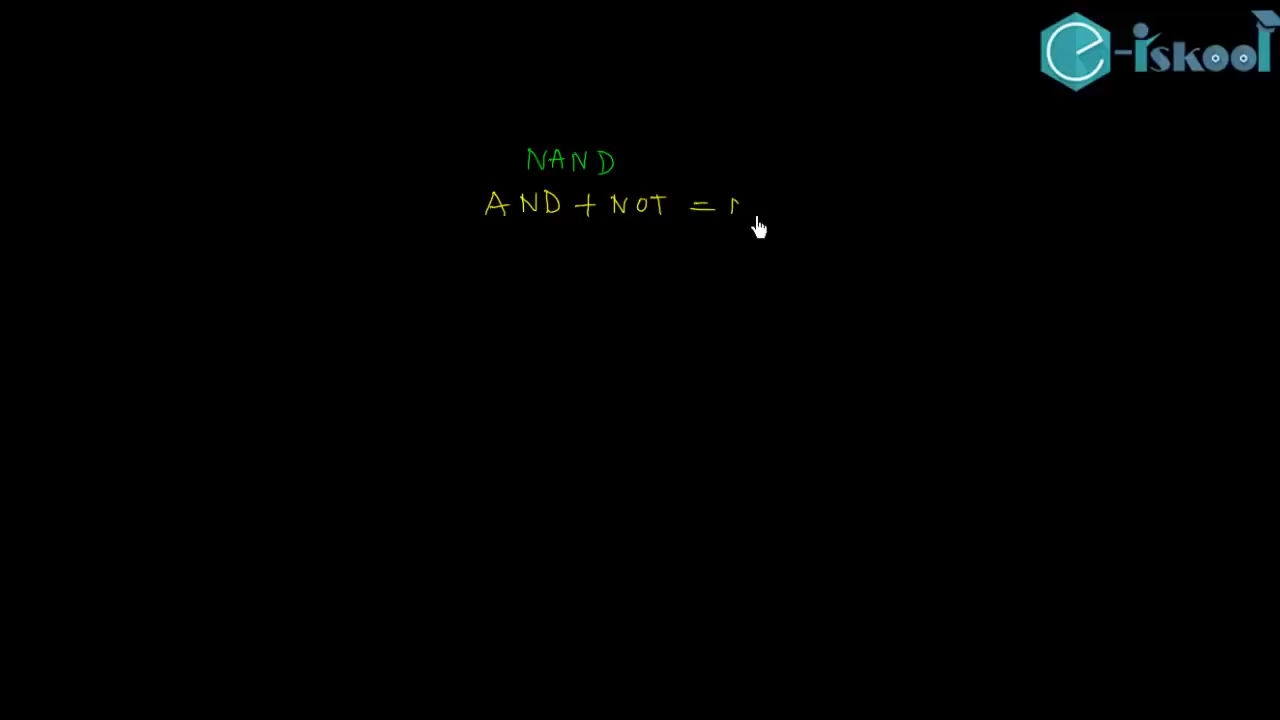 e-iskool
NAND
AND + NOT =